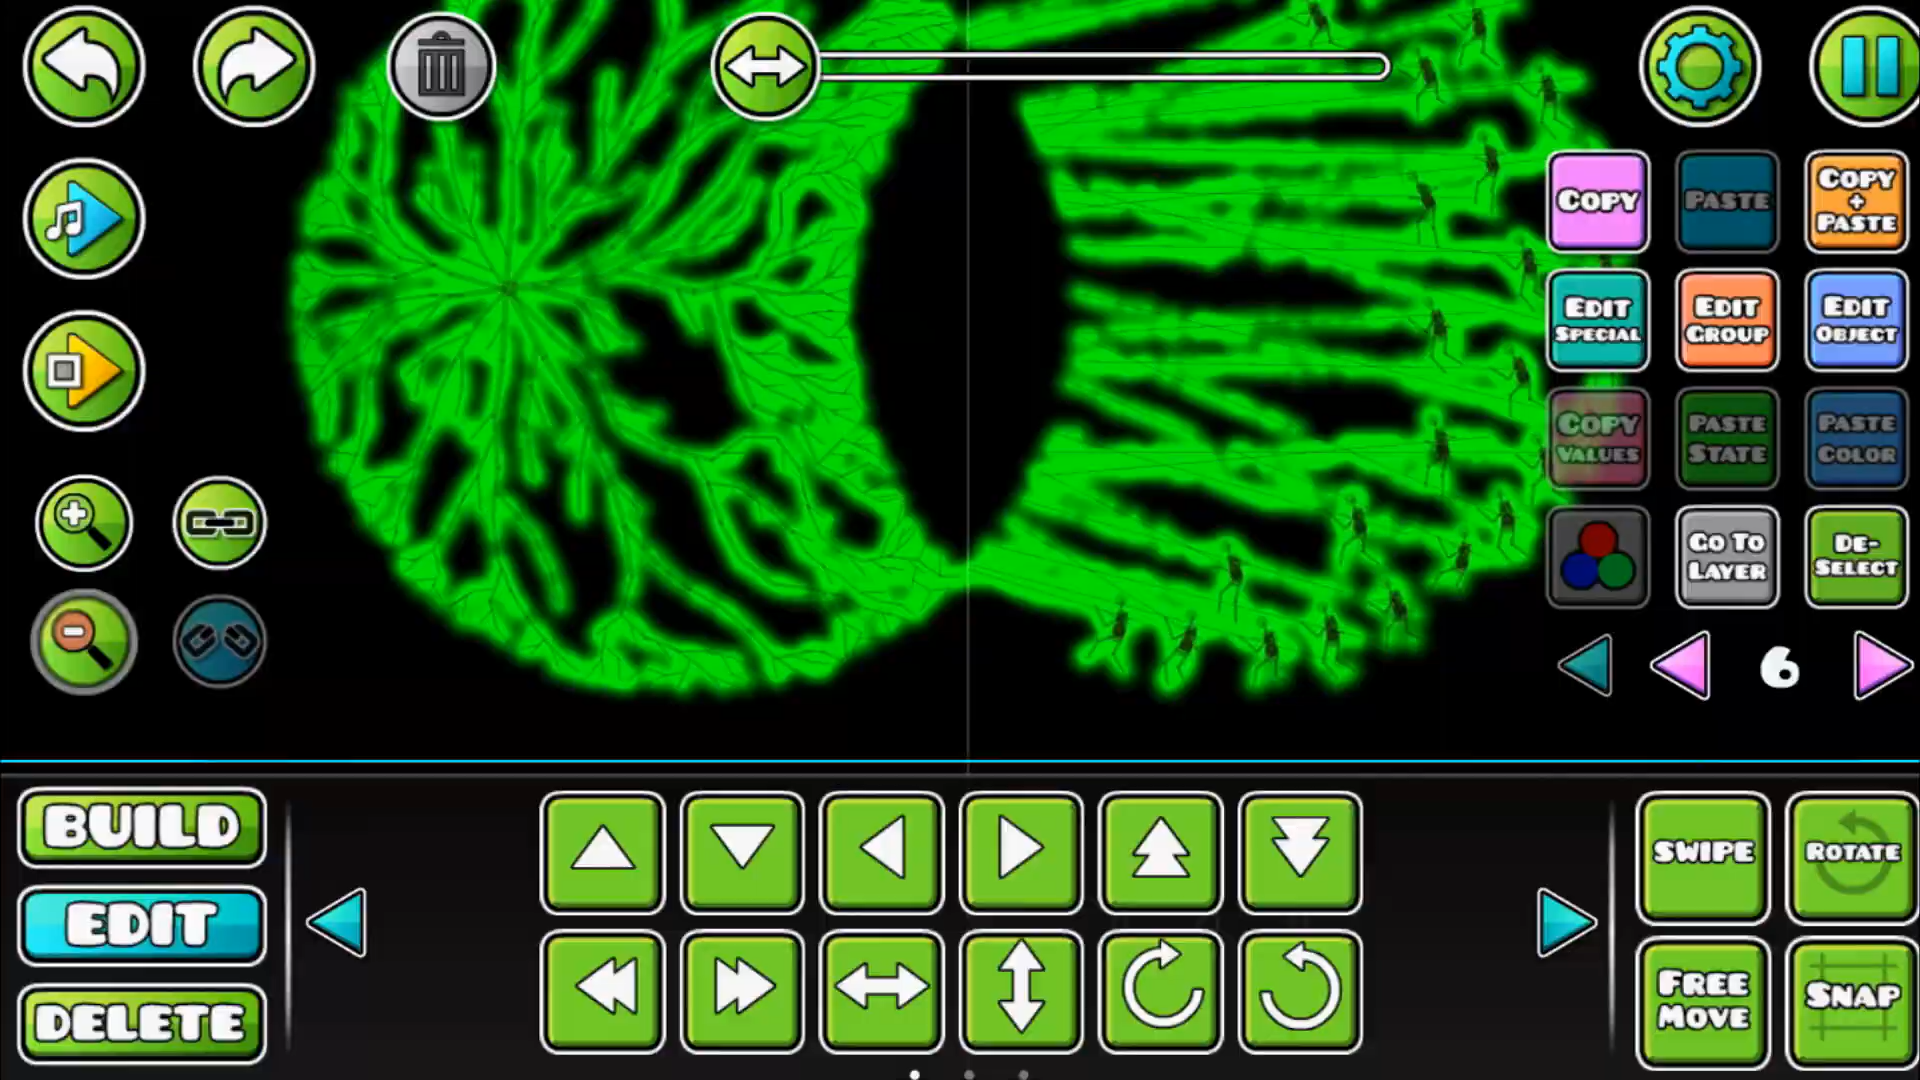 COPY
PASTE
COPY
+
PASTE
EDIT
SPECIAL
EDIT
GROUP
EDIT
OBJECT
COPY
VALUES
PASTE
STATE
PASTE
COLOR
GO TO
LAYER
DE-
SELECT
6
BUILD
EDIT
DELETE
SWIPE
ROTATE
FREE
MOVE
SNAP